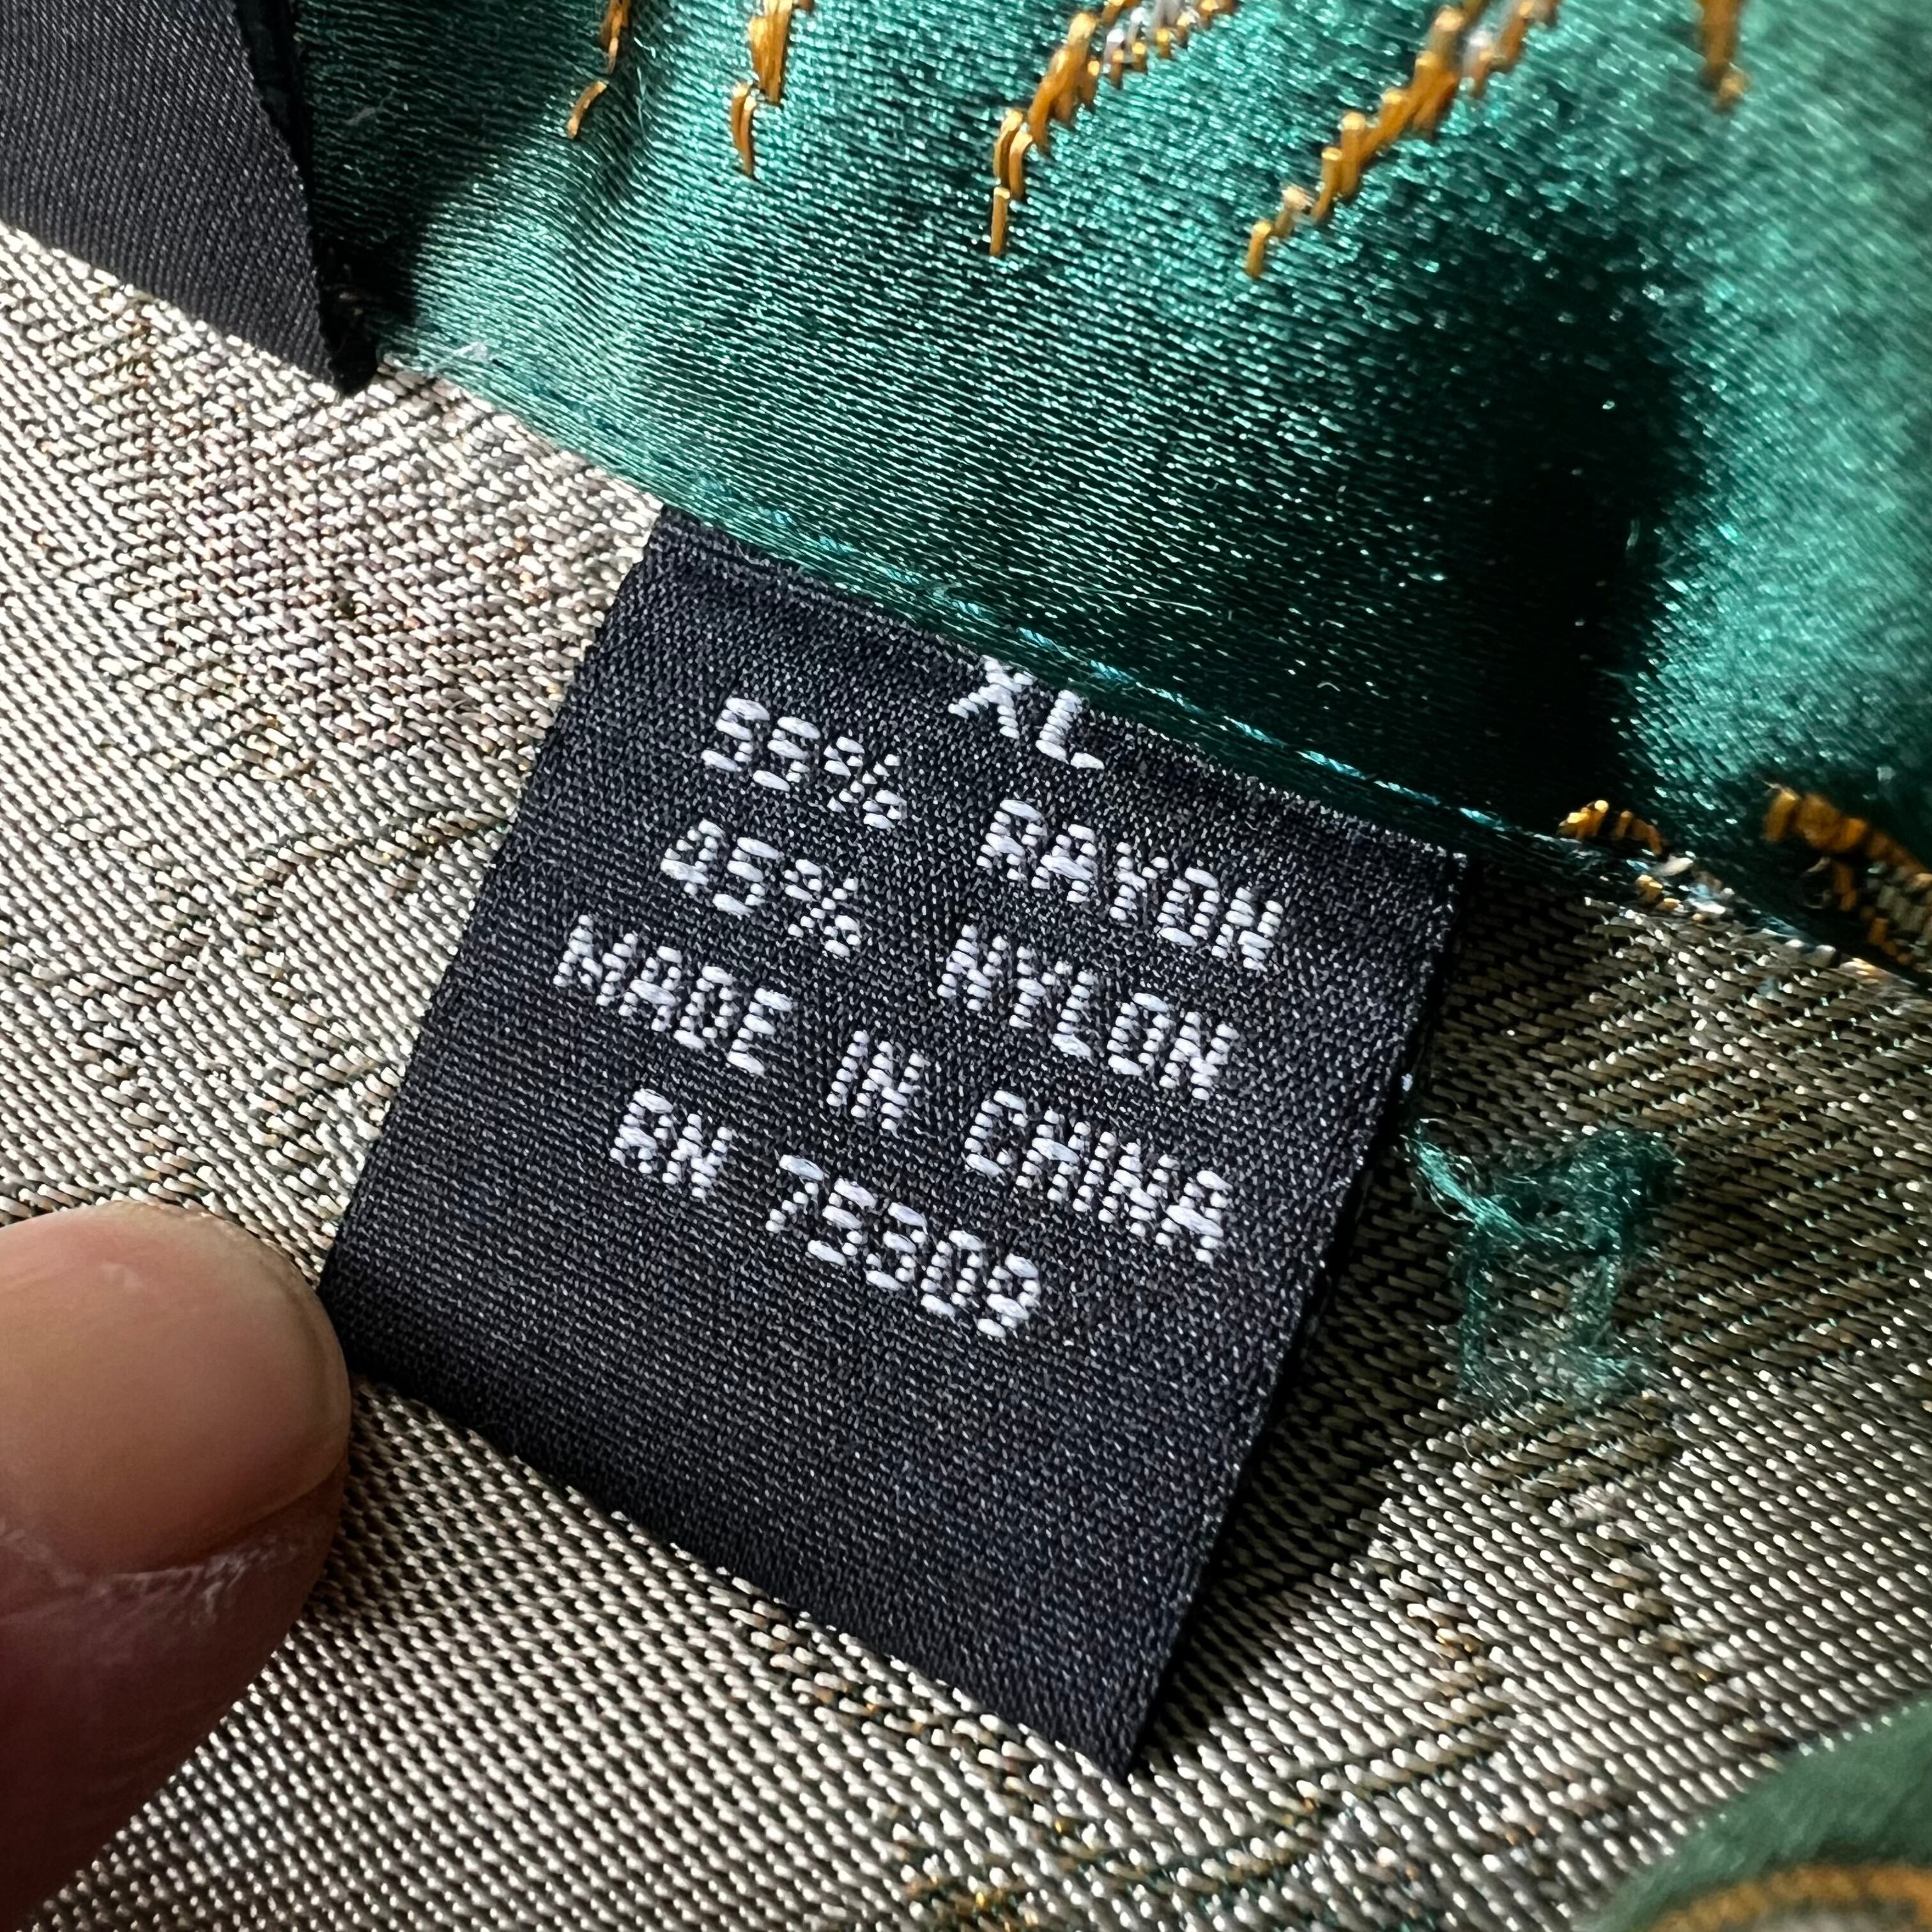 XL
55% RAYON
45% NYLON
MADE IN CHINA
RN 75309